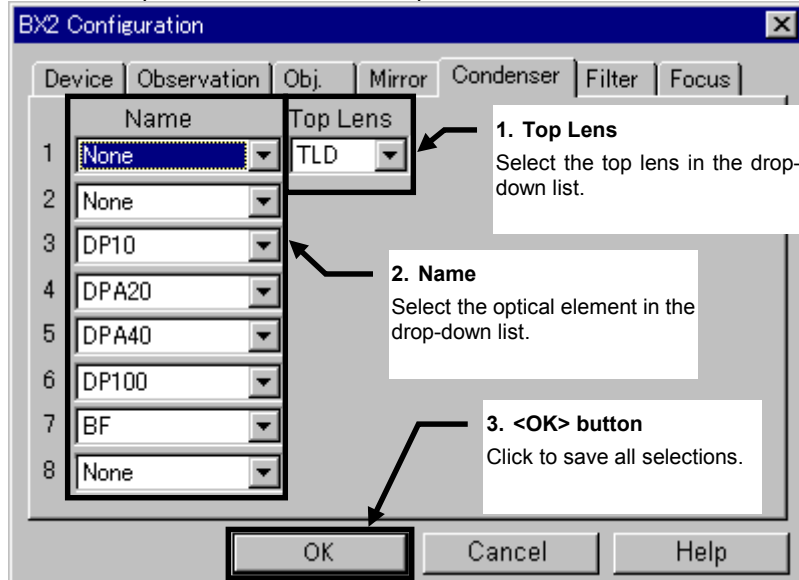 BX2 Configuration
Device Observation Obj. Mirror Condenser Filter Focus
Name Top Lens
1 None TLD
2 None
3 DP10
4 DPA20
5 DPA40
6 DP100
7 BF
8 None
1. Top Lens
Select the top lens in the drop-
down list.
2. Name
Select the optical element in the
drop-down list.
3. <OK> button
Click to save all selections.
OK Cancel Help